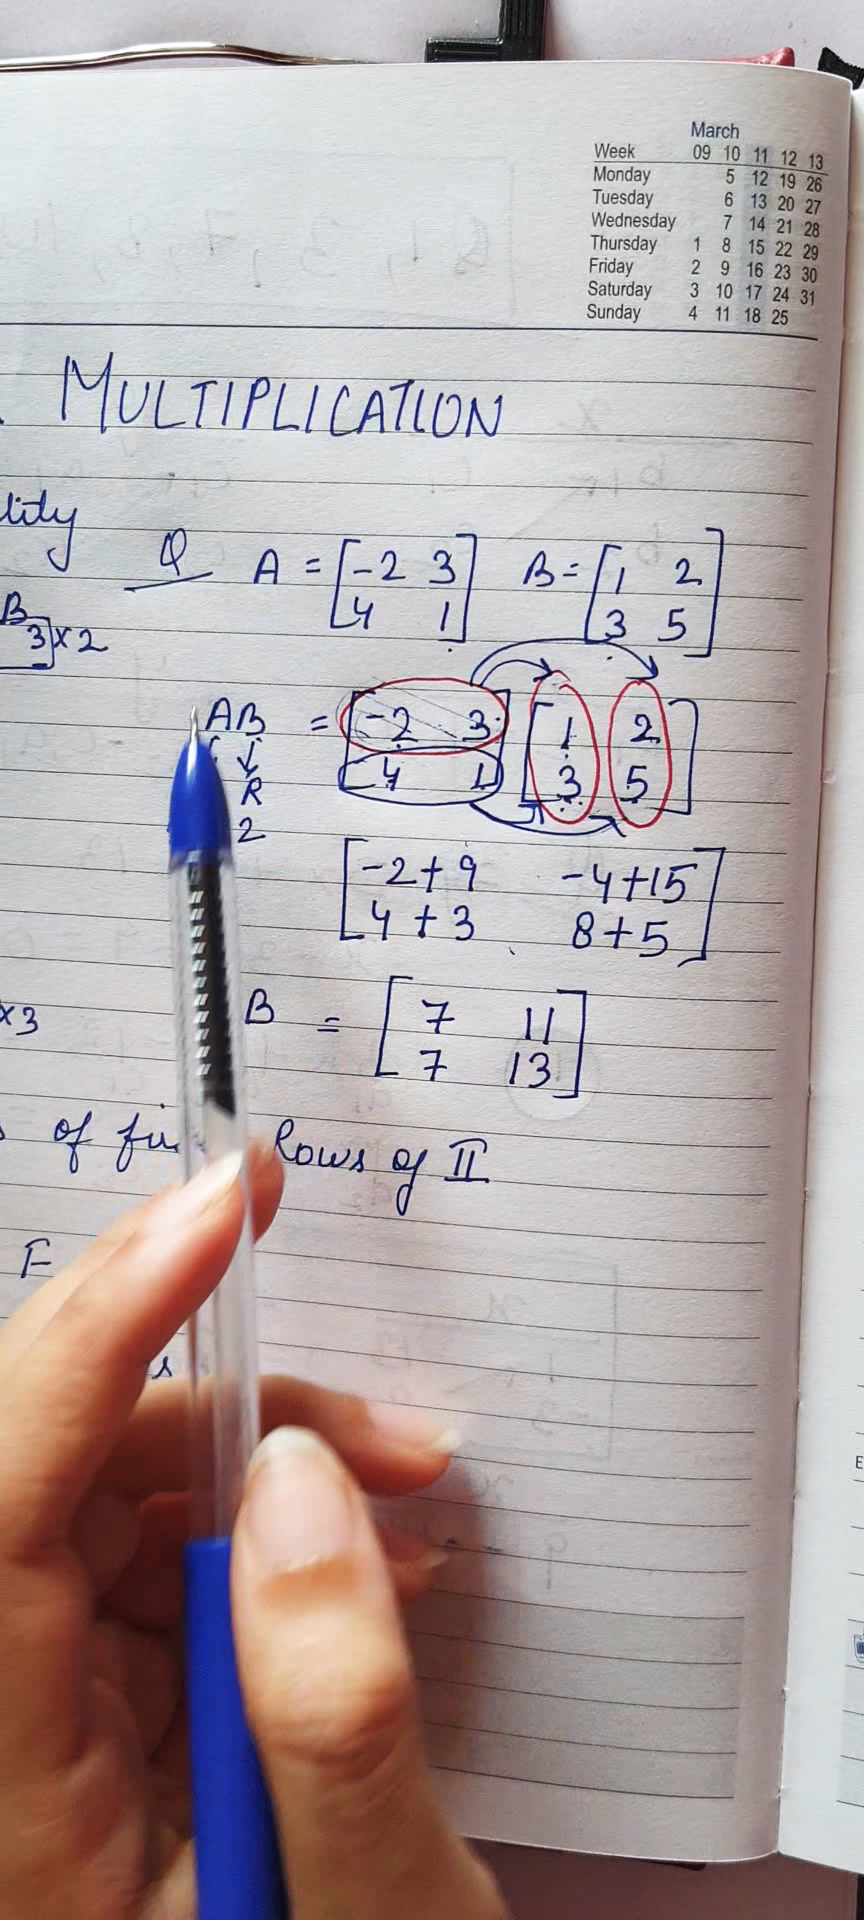 March
Week 09 10 11 12 13
Monday 5 12 19 26
Tuesday 6 13 20 27
Wednesday 7 14 21 28
Thursday 1 8 15 22 29
Friday 2 9 16 23 30
Saturday 3 10 17 24 31
Sunday 4 11 18 25
MULTIPLICATION
lity
Q A = [-2 3 B = [1 2
4 1] 3 5]
B
3]×2
AB = [-2 3 [1 2
4 1] 3 5]
R
2
[-2+9 -4+15
4+3 8+5]
×3
B = [7 11
7 13]
of Rows of II
F
s
E